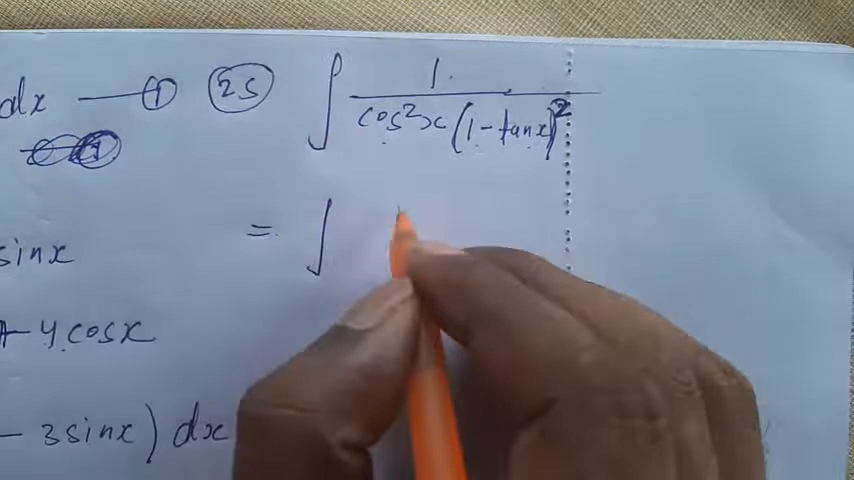 dx — ①
㉕ ∫ 1 / cos²x (1 - tanx)²
= ∫
sinx
4 cosx
- 3sinx) dx